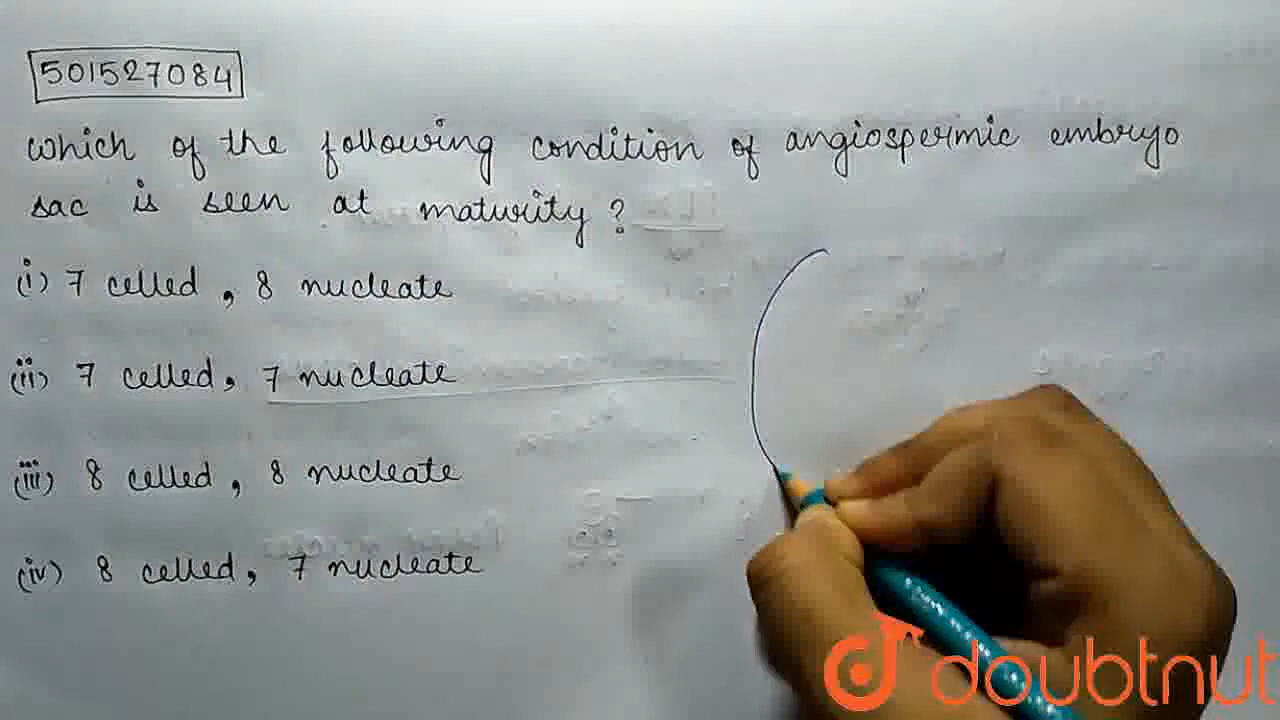 501527084
Which of the following condition of angiospermic embryo
sac is seen at maturity ?
(i) 7 celled , 8 nucleate
(ii) 7 celled, 7 nucleate
(iii) 8 celled , 8 nucleate
(iv) 8 celled, 7 nucleate
doubtnut